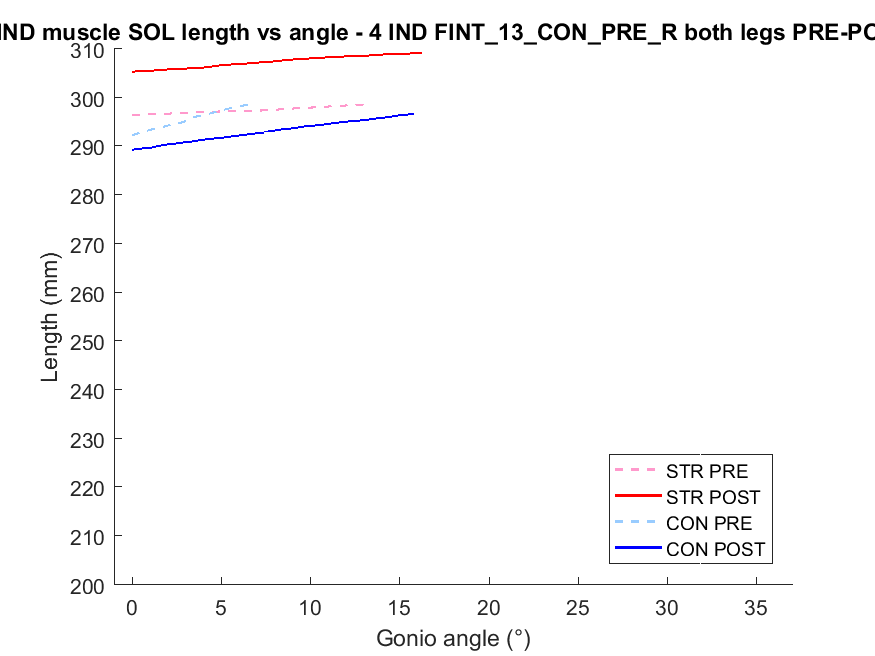 IND muscle SOL length vs angle - 4 IND FINT_13_CON_PRE_R both legs PRE-PO
310
300
290
280
270
260
250
240
230
220
210
200
Length (mm)
0 5 10 15 20 25 30 35
Gonio angle (°)
STR PRE
STR POST
CON PRE
CON POST